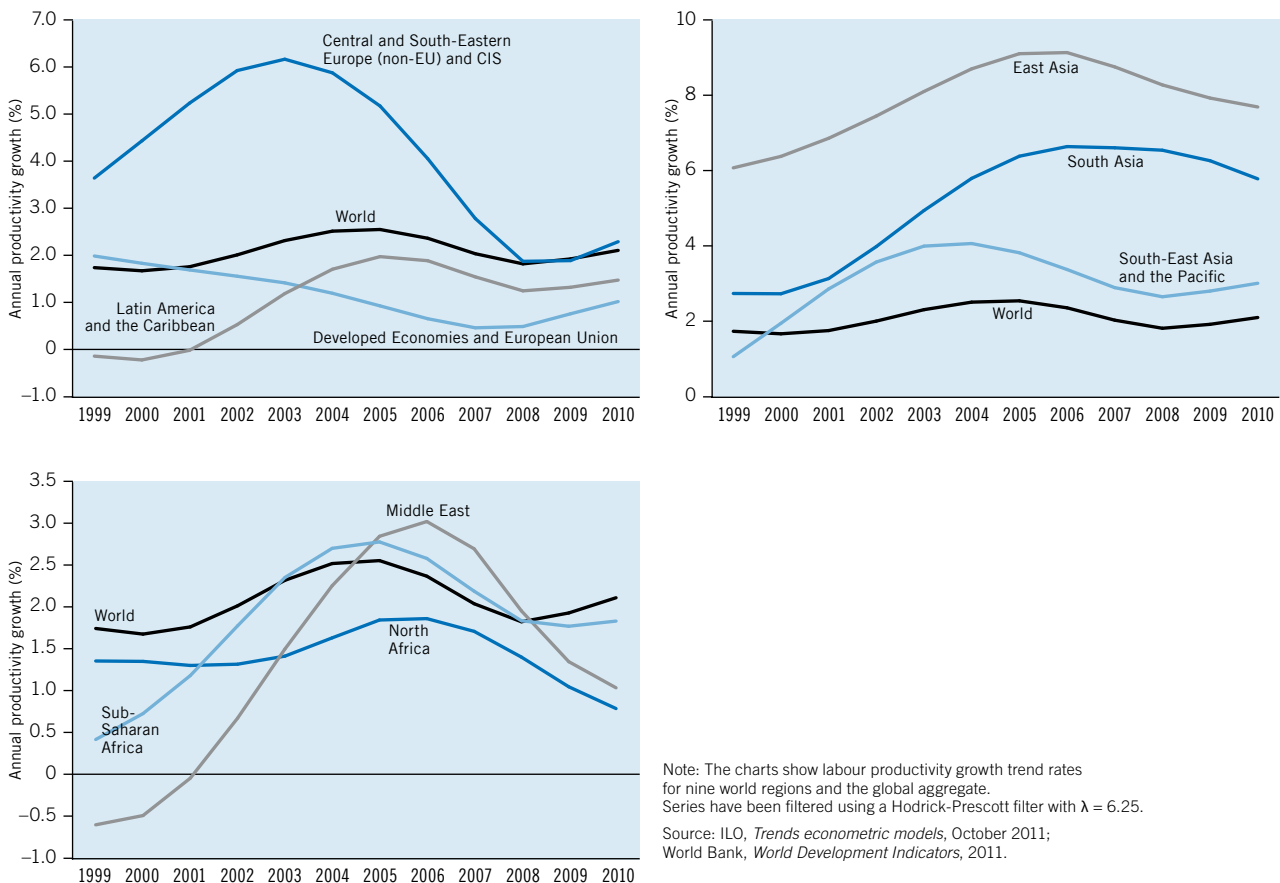 Annual productivity growth (%)
7.0
6.0
5.0
4.0
3.0
2.0
1.0
0
–1.0
Central and South-Eastern
Europe (non-EU) and CIS
World
Latin America
and the Caribbean
Developed Economies and European Union
1999 2000 2001 2002 2003 2004 2005 2006 2007 2008 2009 2010
Annual productivity growth (%)
10
8
6
4
2
0
East Asia
South Asia
South-East Asia
and the Pacific
World
1999 2000 2001 2002 2003 2004 2005 2006 2007 2008 2009 2010
Annual productivity growth (%)
3.5
3.0
2.5
2.0
1.5
1.0
0.5
0
–0.5
–1.0
Middle East
World
North
Africa
Sub-
Saharan
Africa
1999 2000 2001 2002 2003 2004 2005 2006 2007 2008 2009 2010
Note: The charts show labour productivity growth trend rates
for nine world regions and the global aggregate.
Series have been filtered using a Hodrick-Prescott filter with λ = 6.25.
Source: ILO, Trends econometric models, October 2011;
World Bank, World Development Indicators, 2011.